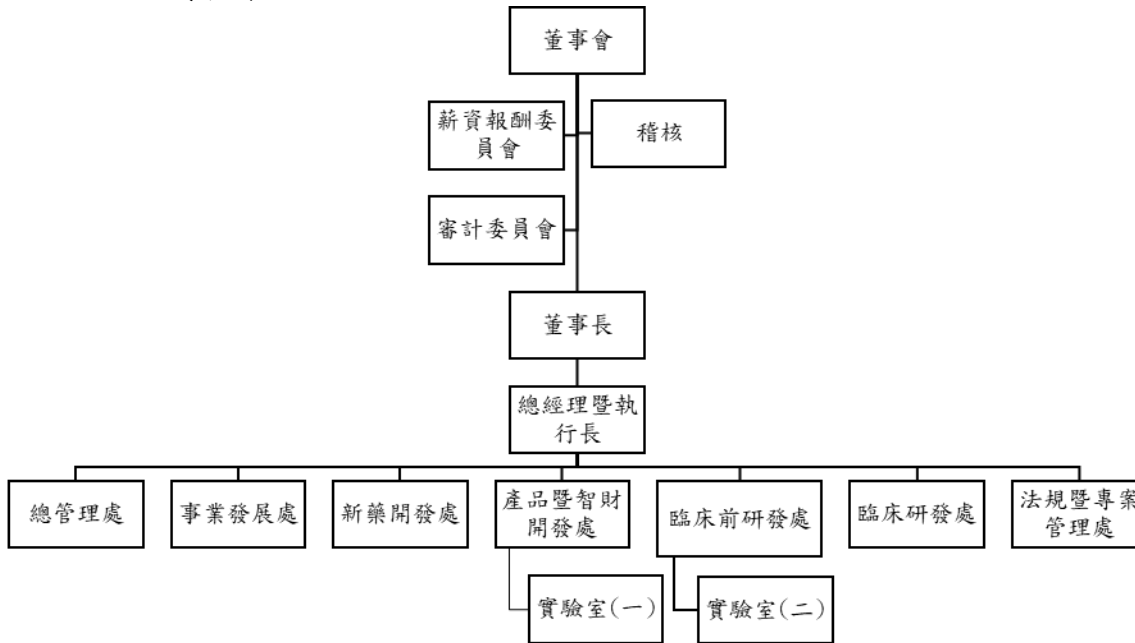 董事會
薪資報酬委
員會
稽核
審計委員會
董事長
總經理暨執
行長
總管理處
事業發展處
新藥開發處
產品暨智財
開發處
臨床前研發處
臨床研發處
法規暨專案
管理處
實驗室(一)
實驗室(二)